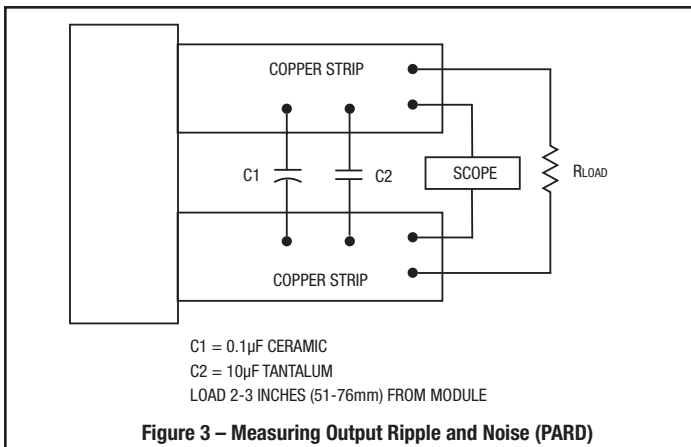 COPPER STRIP
C1
C2
SCOPE
RLOAD
COPPER STRIP
C1 = 0.1µF CERAMIC
C2 = 10µF TANTALUM
LOAD 2-3 INCHES (51-76mm) FROM MODULE
Figure 3 – Measuring Output Ripple and Noise (PARD)